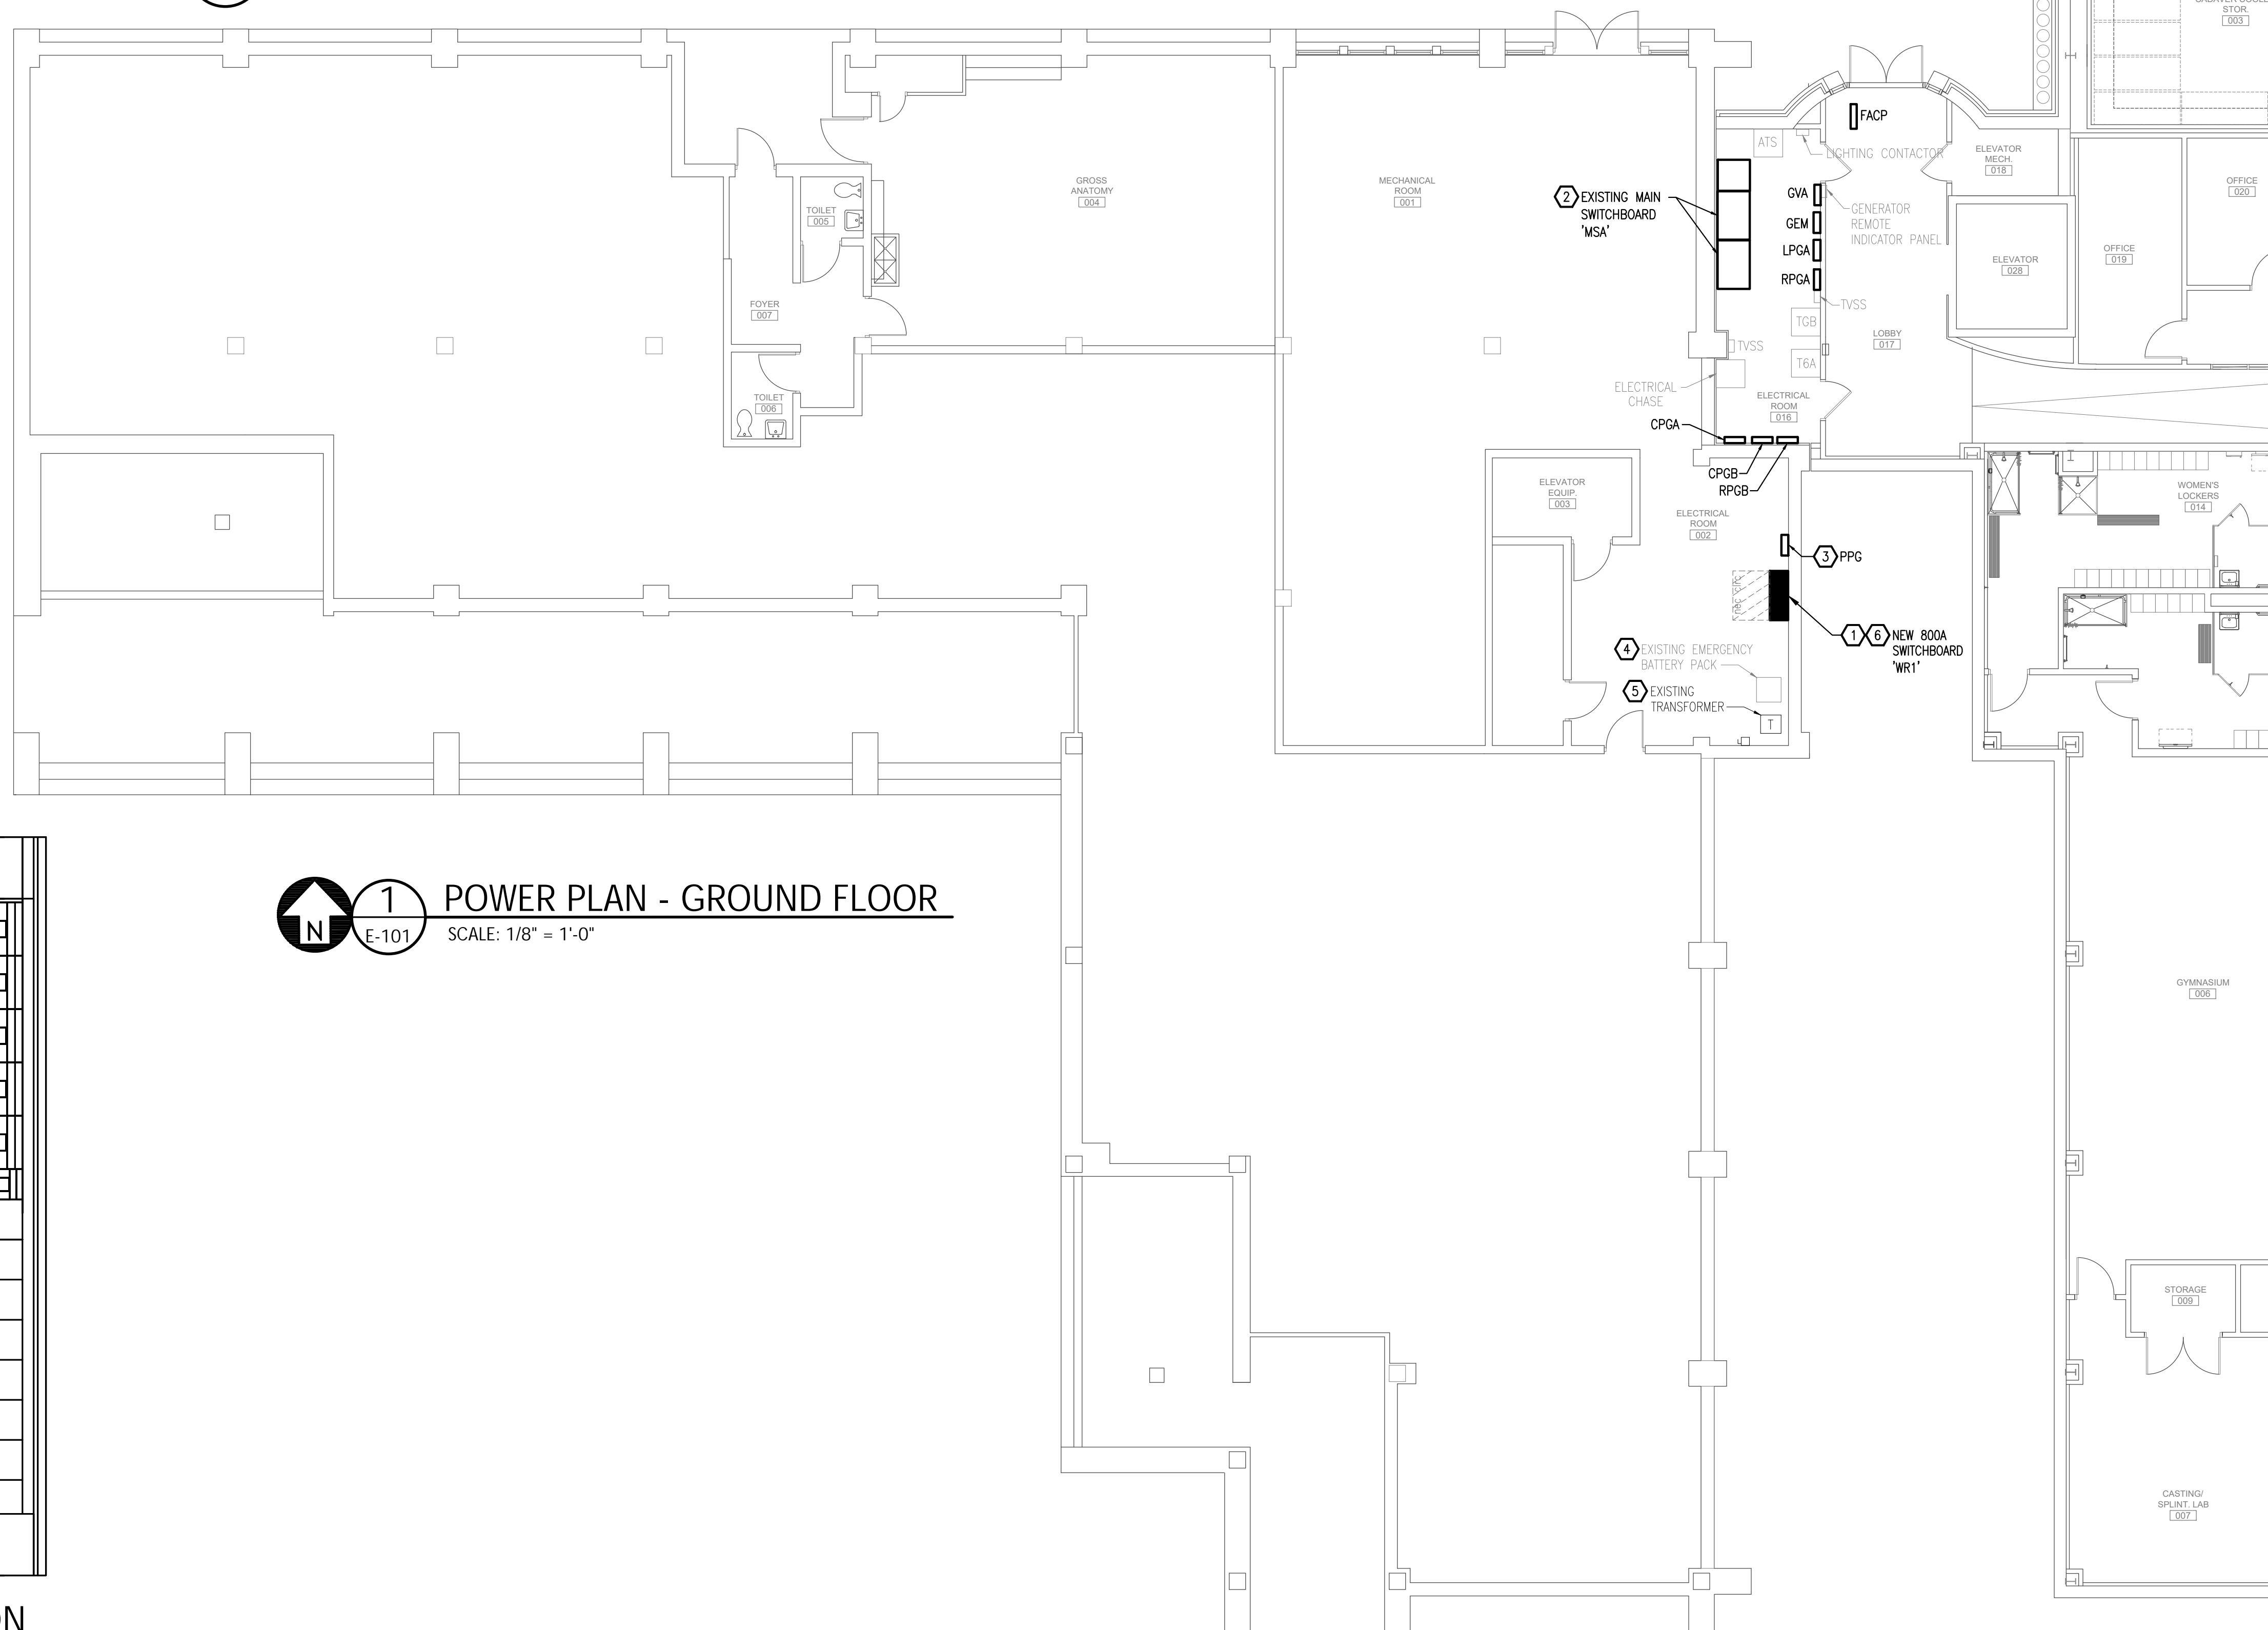 CADAVER COOLER
STOR.
003
FACP
ATS
LIGHTING CONTACTOR
ELEVATOR
MECH.
018
GROSS
ANATOMY
004
MECHANICAL
ROOM
001
OFFICE
020
2 EXISTING MAIN
SWITCHBOARD
'MSA'
GVA
GEM
LPGA
RPGA
GENERATOR
REMOTE
INDICATOR PANEL
TOILET
005
OFFICE
019
ELEVATOR
028
FOYER
007
TVSS
TGB
LOBBY
017
TVSS
T6A
ELECTRICAL
CHASE
ELECTRICAL
ROOM
016
TOILET
006
CPGA
CPGB
RPGB
ELEVATOR
EQUIP.
003
WOMEN'S
LOCKERS
014
ELECTRICAL
ROOM
002
3 PPG
nec circ
1 6 NEW 800A
SWITCHBOARD
'WR1'
4 EXISTING EMERGENCY
BATTERY PACK
5 EXISTING
TRANSFORMER
T
1 POWER PLAN - GROUND FLOOR
N E-101 SCALE: 1/8" = 1'-0"
GYMNASIUM
006
STORAGE
009
CASTING/
SPLINT. LAB
007
ON